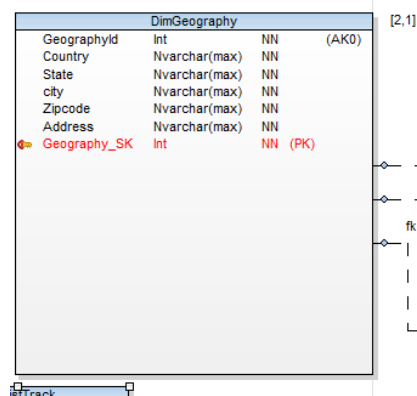 DimGeography
[2,1]
GeographyId Int NN (AK0)
Country Nvarchar(max) NN
State Nvarchar(max) NN
city Nvarchar(max) NN
Zipcode Nvarchar(max) NN
Address Nvarchar(max) NN
Geography_SK Int NN (PK)
fk